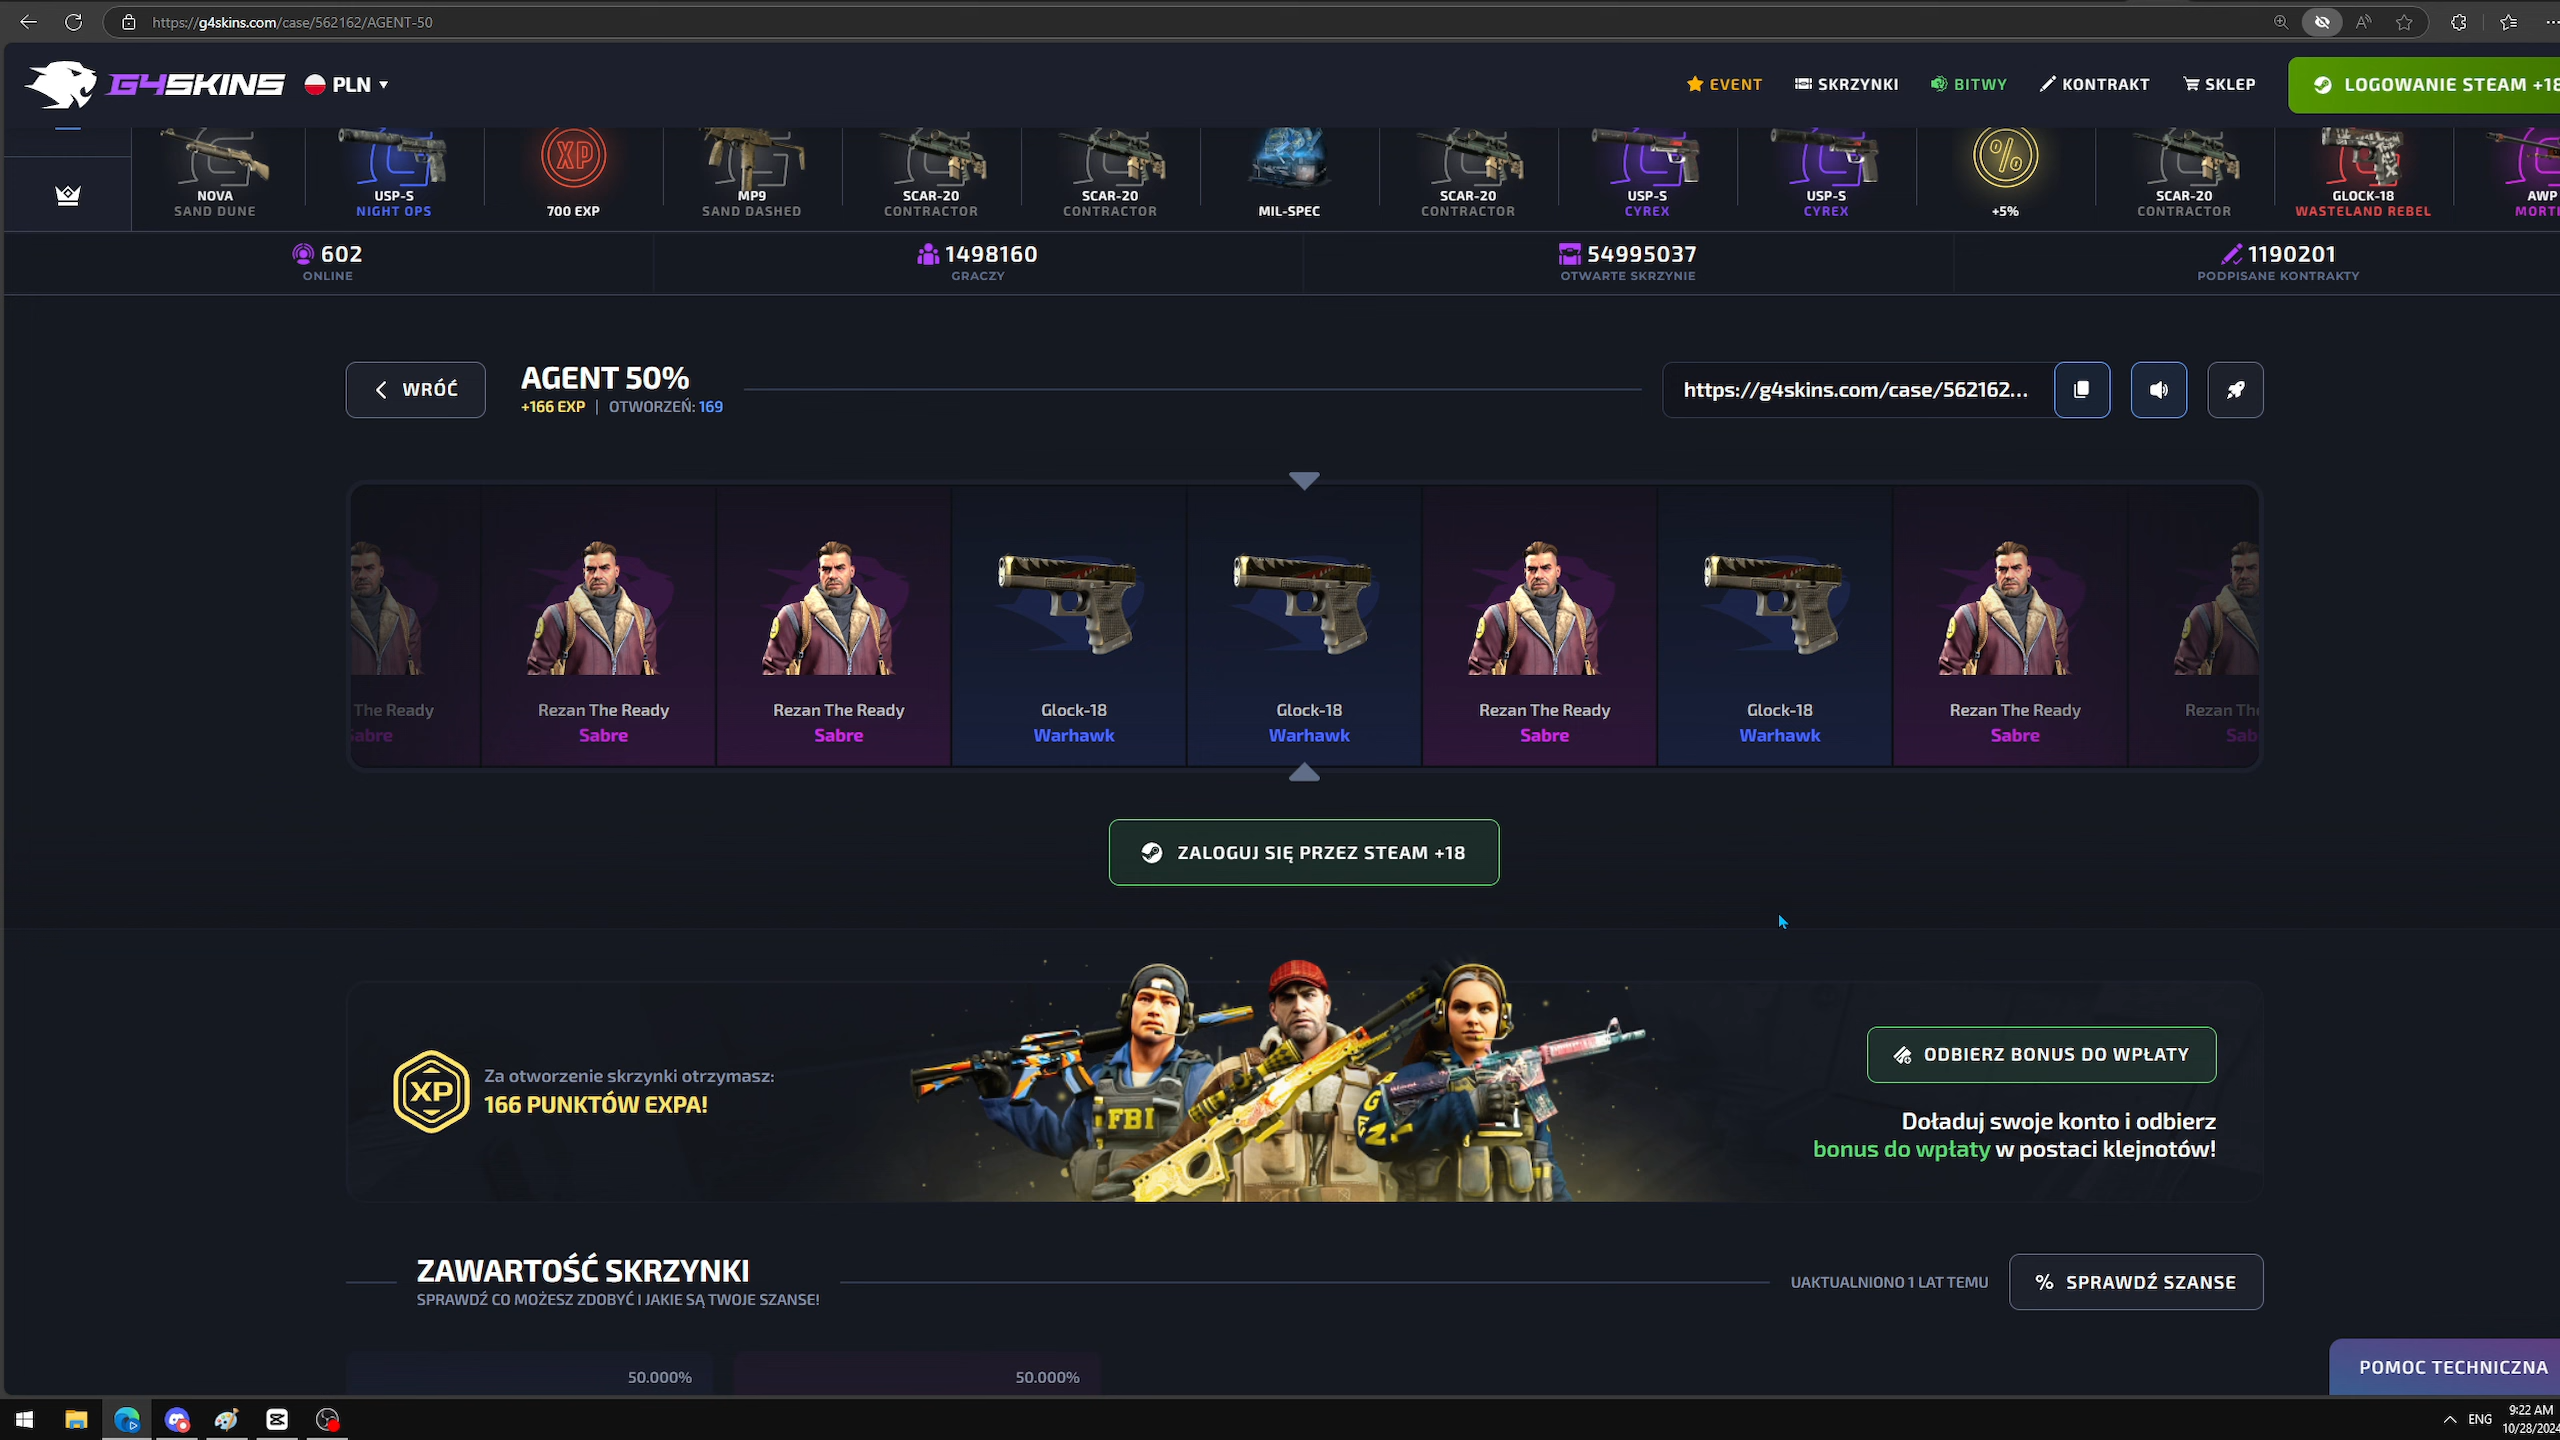 https://g4skins.com/case/562162/AGENT-50
G4SKINS
PLN
EVENT
SKRZYNKI
BITWY
KONTRAKT
SKLEP
LOGOWANIE STEAM +18
NOVA
SAND DUNE
USP-S
NIGHT OPS
XP
700 EXP
MP9
SAND DASHED
SCAR-20
CONTRACTOR
SCAR-20
CONTRACTOR
MIL-SPEC
SCAR-20
CONTRACTOR
USP-S
CYREX
USP-S
CYREX
%
+5%
SCAR-20
CONTRACTOR
GLOCK-18
WASTELAND REBEL
AWP
MORTI
602
ONLINE
1498160
GRACZY
54995037
OTWARTE SKRZYNIE
1190201
PODPISANE KONTRAKTY
WRÓĆ
AGENT 50%
+166 EXP | OTWORZEŃ: 169
https://g4skins.com/case/562162...
The Ready
Sabre
Rezan The Ready
Sabre
Rezan The Ready
Sabre
Glock-18
Warhawk
Glock-18
Warhawk
Rezan The Ready
Sabre
Glock-18
Warhawk
Rezan The Ready
Sabre
Rezan The
Sab
ZALOGUJ SIĘ PRZEZ STEAM +18
XP
Za otworzenie skrzynki otrzymasz:
166 PUNKTÓW EXPA!
FBI
ODBIERZ BONUS DO WPŁATY
Doładuj swoje konto i odbierz
bonus do wpłaty w postaci klejnotów!
ZAWARTOŚĆ SKRZYNKI
SPRAWDŹ CO MOŻESZ ZDOBYĆ I JAKIE SĄ TWOJE SZANSE!
UAKTUALNIONO 1 LAT TEMU
% SPRAWDŹ SZANSE
50.000%
50.000%
POMOC TECHNICZNA
ENG
9:22 AM
10/28/2024